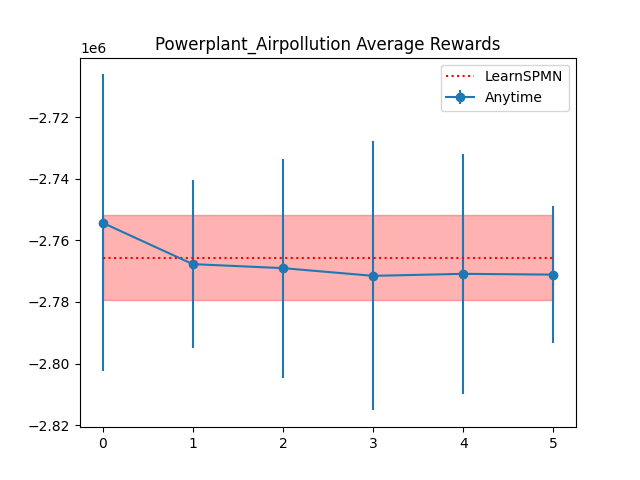 Powerplant_Airpollution Average Rewards
1e6
LearnSPMN
Anytime
−2.72
−2.74
−2.76
−2.78
−2.80
−2.82
0 1 2 3 4 5